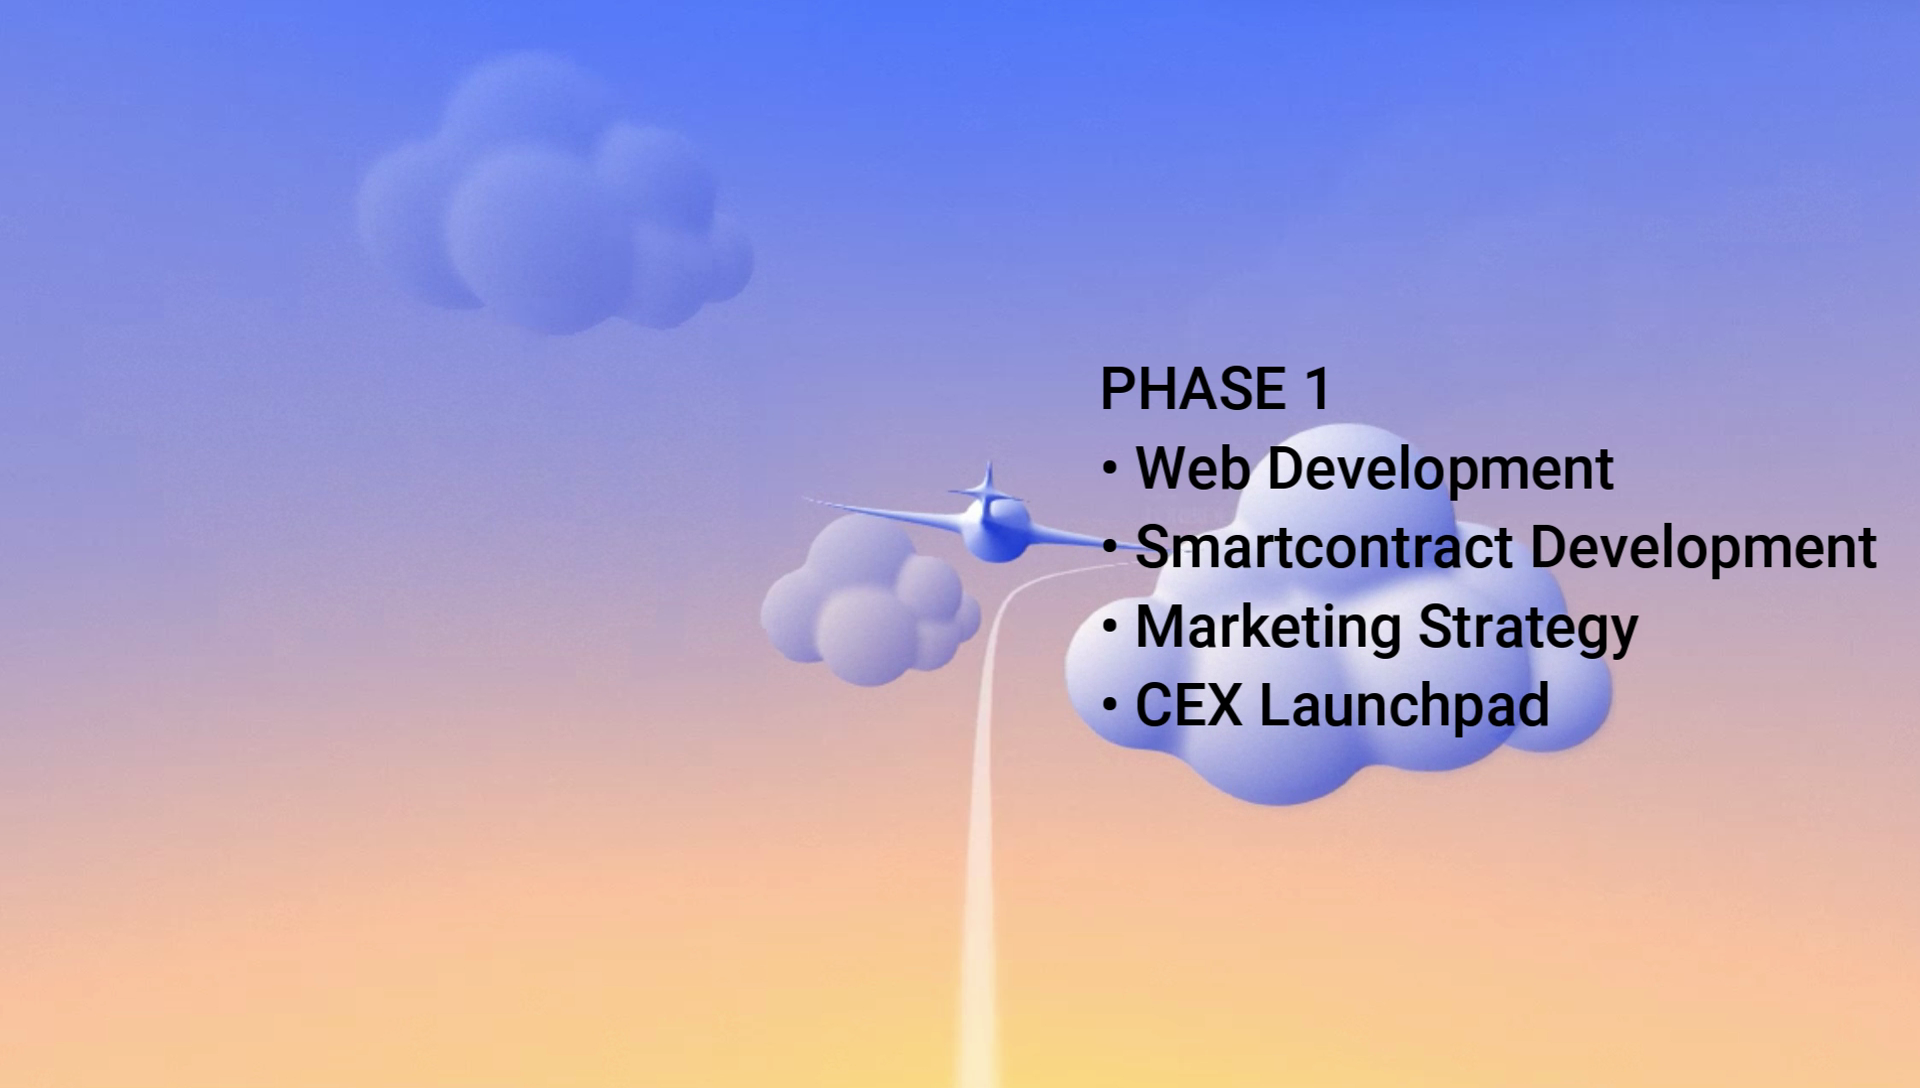 PHASE 1
• Web Development
• Smartcontract Development
• Marketing Strategy
• CEX Launchpad